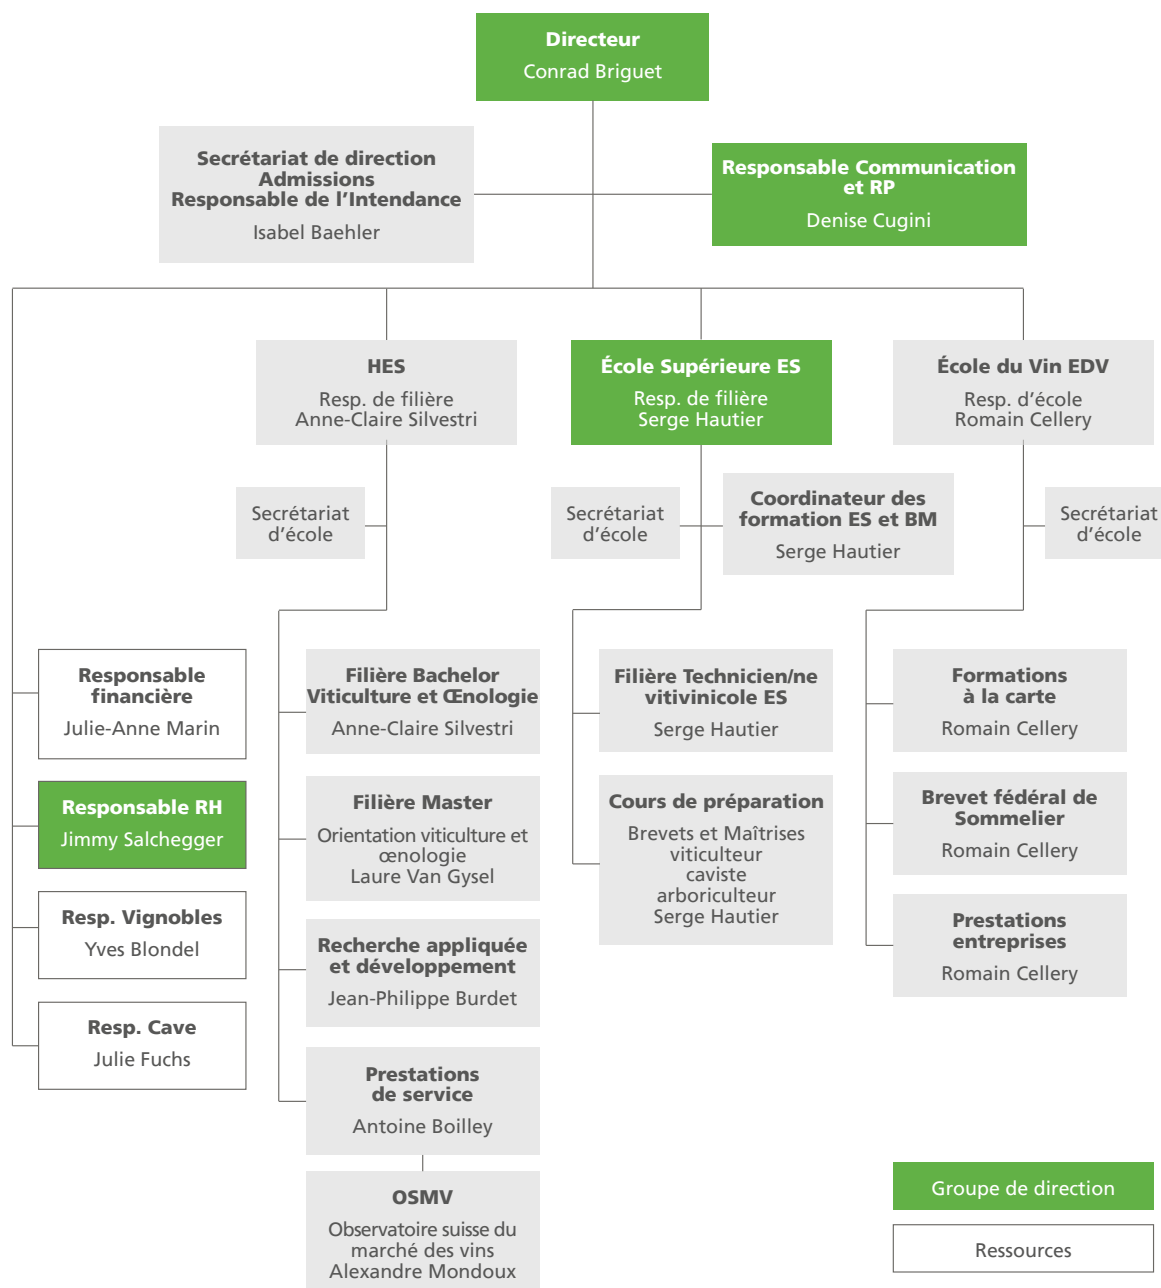 Directeur
Conrad Briguet
Secrétariat de direction
Admissions
Responsable de l'Intendance
Isabel Baehler
Responsable Communication
et RP
Denise Cugini
HES
Resp. de filière
Anne-Claire Silvestri
École Supérieure ES
Resp. de filière
Serge Hautier
École du Vin EDV
Resp. d'école
Romain Cellery
Secrétariat
d'école
Secrétariat
d'école
Coordinateur des
formation ES et BM
Serge Hautier
Secrétariat
d'école
Responsable
financière
Julie-Anne Marin
Responsable RH
Jimmy Salchegger
Resp. Vignobles
Yves Blondel
Resp. Cave
Julie Fuchs
Filière Bachelor
Viticulture et Œnologie
Anne-Claire Silvestri
Filière Master
Orientation viticulture et
œnologie
Laure Van Gysel
Recherche appliquée
et développement
Jean-Philippe Burdet
Prestations
de service
Antoine Boilley
OSMV
Observatoire suisse du
marché des vins
Alexandre Mondoux
Filière Technicien/ne
vitivinicole ES
Serge Hautier
Cours de préparation
Brevets et Maîtrises
viticulteur
caviste
arboriculteur
Serge Hautier
Formations
à la carte
Romain Cellery
Brevet fédéral de
Sommelier
Romain Cellery
Prestations
entreprises
Romain Cellery
Groupe de direction
Ressources